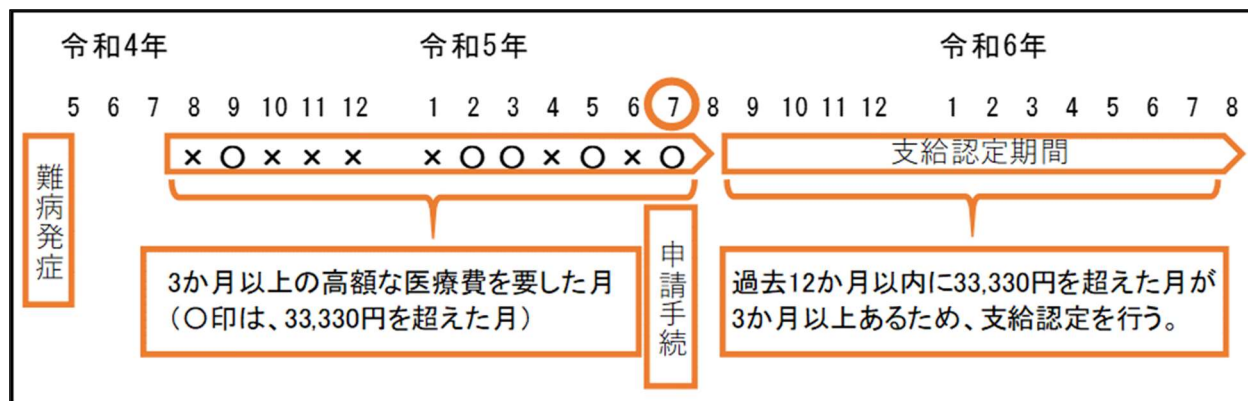 令和4年 令和5年 令和6年
5 6 7 8 9 10 11 12 1 2 3 4 5 6 7 8 9 10 11 12 1 2 3 4 5 6 7 8
×○××× ×○○×○×○
支給認定期間
難病発症
3か月以上の高額な医療費を要した月
(○印は、33,330円を超えた月)
申請手続
過去12か月以内に33,330円を超えた月が
3か月以上あるため、支給認定を行う。